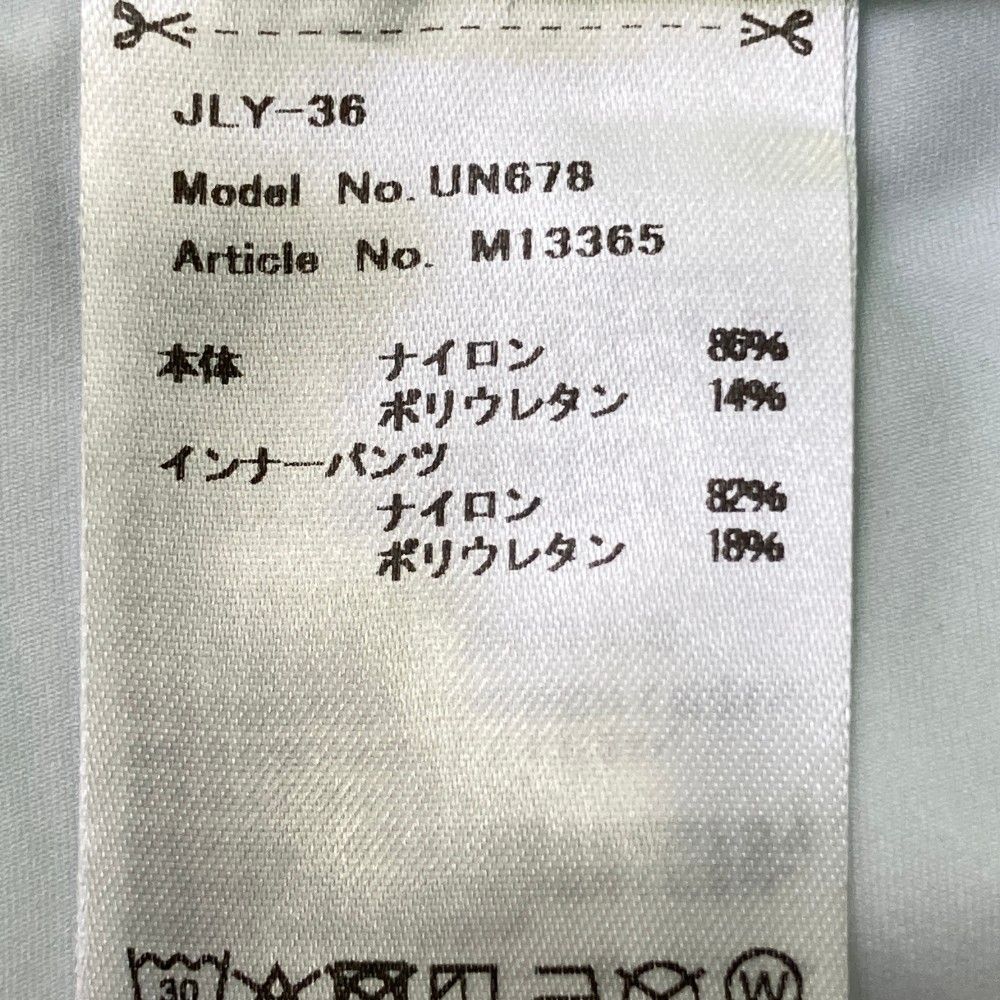 JLY-36
Model No. UN678
Article No. M13365
本体 ナイロン 86%
ポリウレタン 14%
インナーパンツ
ナイロン 82%
ポリウレタン 18%
30 W